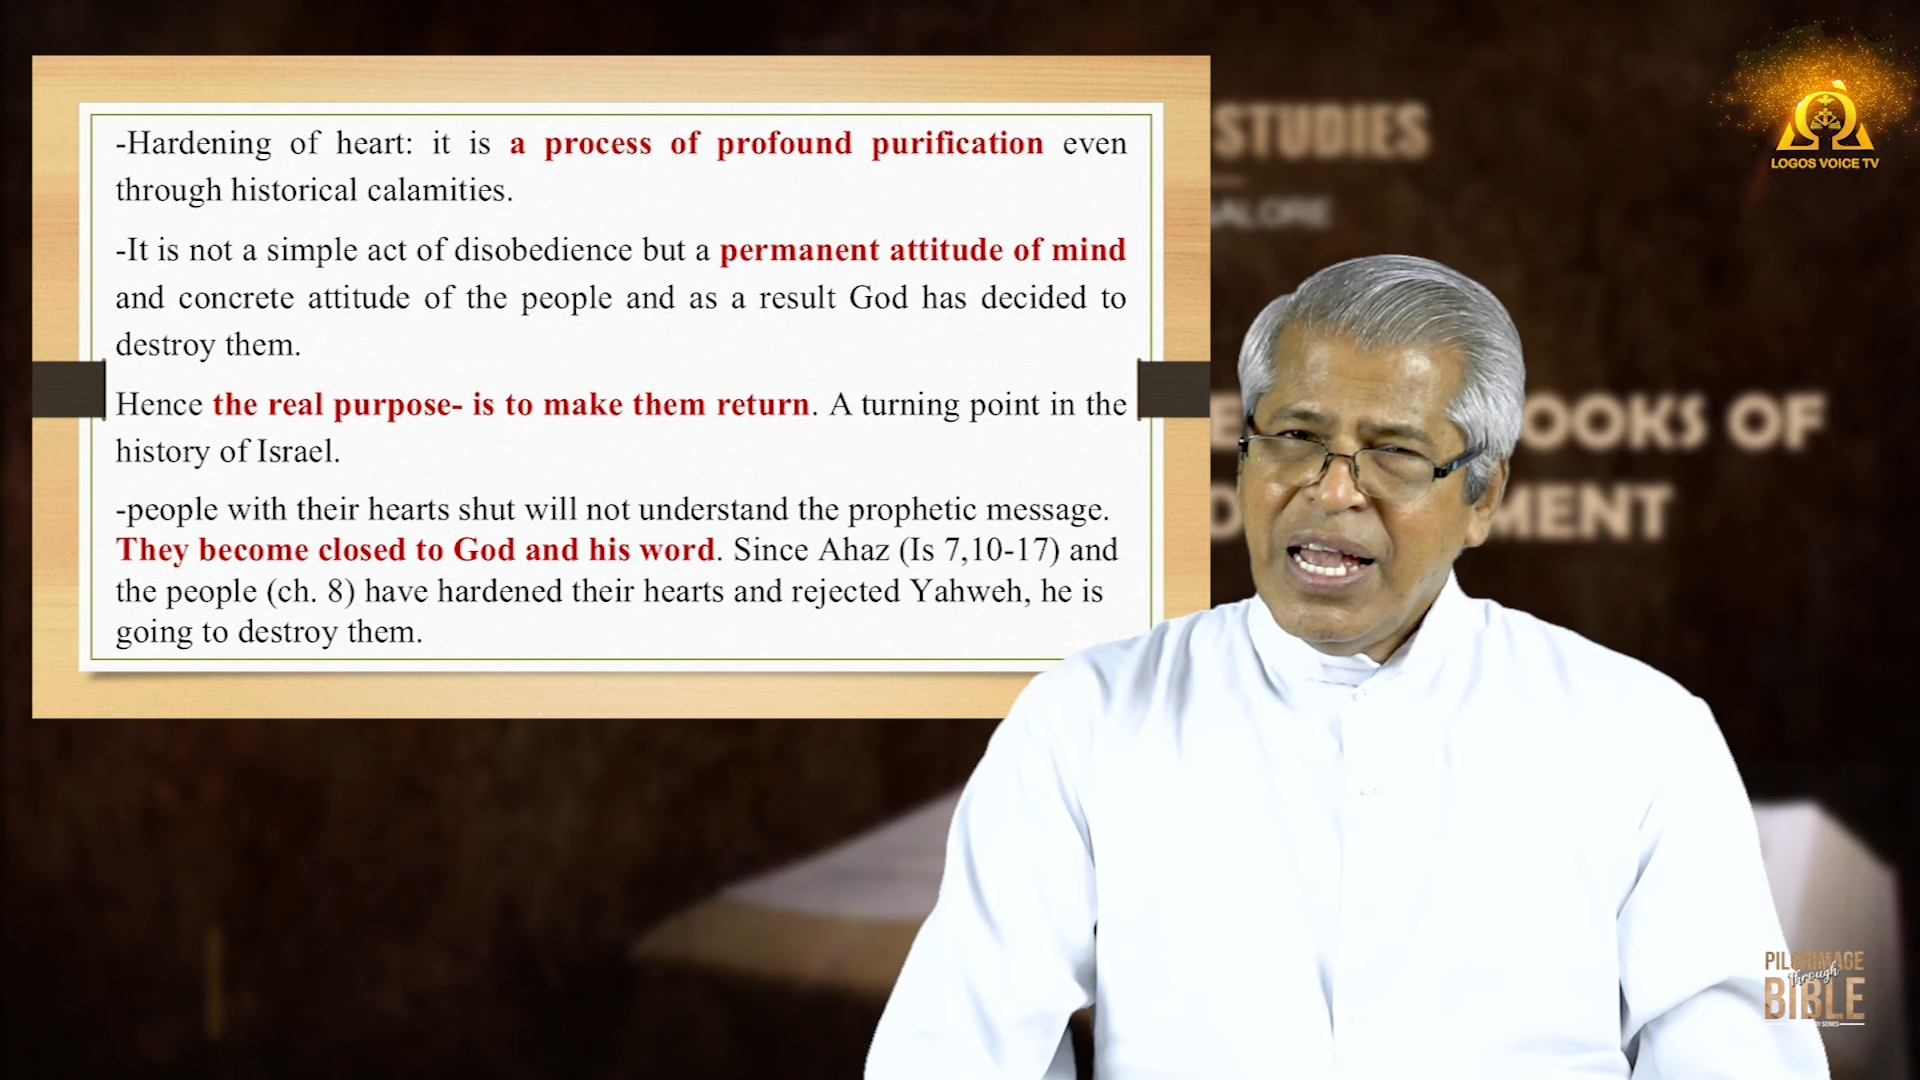 -Hardening of heart: it is a process of profound purification even
through historical calamities.
-It is not a simple act of disobedience but a permanent attitude of mind
and concrete attitude of the people and as a result God has decided to
destroy them.
Hence the real purpose- is to make them return. A turning point in the
history of Israel.
-people with their hearts shut will not understand the prophetic message.
They become closed to God and his word. Since Ahaz (Is 7,10-17) and
the people (ch. 8) have hardened their hearts and rejected Yahweh, he is
going to destroy them.
LOGOS VOICE TV
STUDIES
OOKS OF
MENT
PILGRIMAGE
through
BIBLE